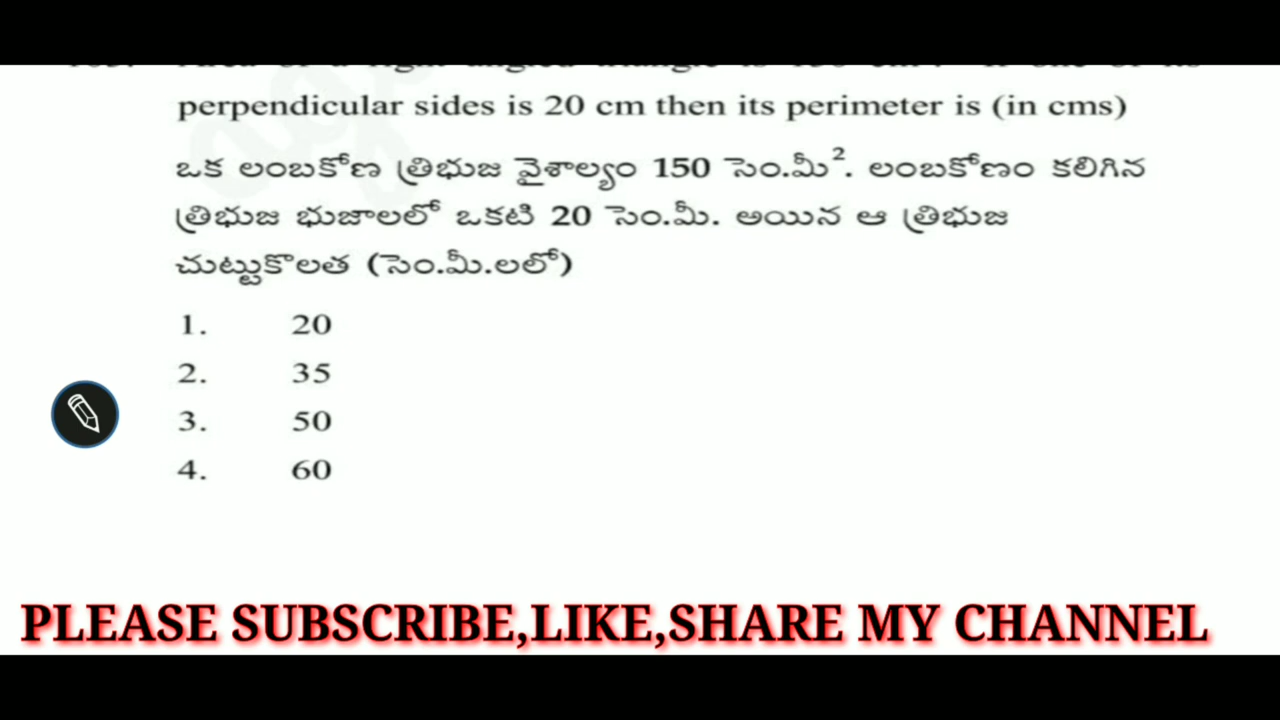 perpendicular sides is 20 cm then its perimeter is (in cms)
ఒక లంబకోణ త్రిభుజ వైశాల్యం 150 సెం.మీ². లంబకోణం కలిగిన
త్రిభుజ భుజాలలో ఒకటి 20 సెం.మీ. అయిన ఆ త్రిభుజ
చుట్టుకొలత (సెం.మీ.లలో)
1. 20
2. 35
3. 50
4. 60
PLEASE SUBSCRIBE,LIKE,SHARE MY CHANNEL